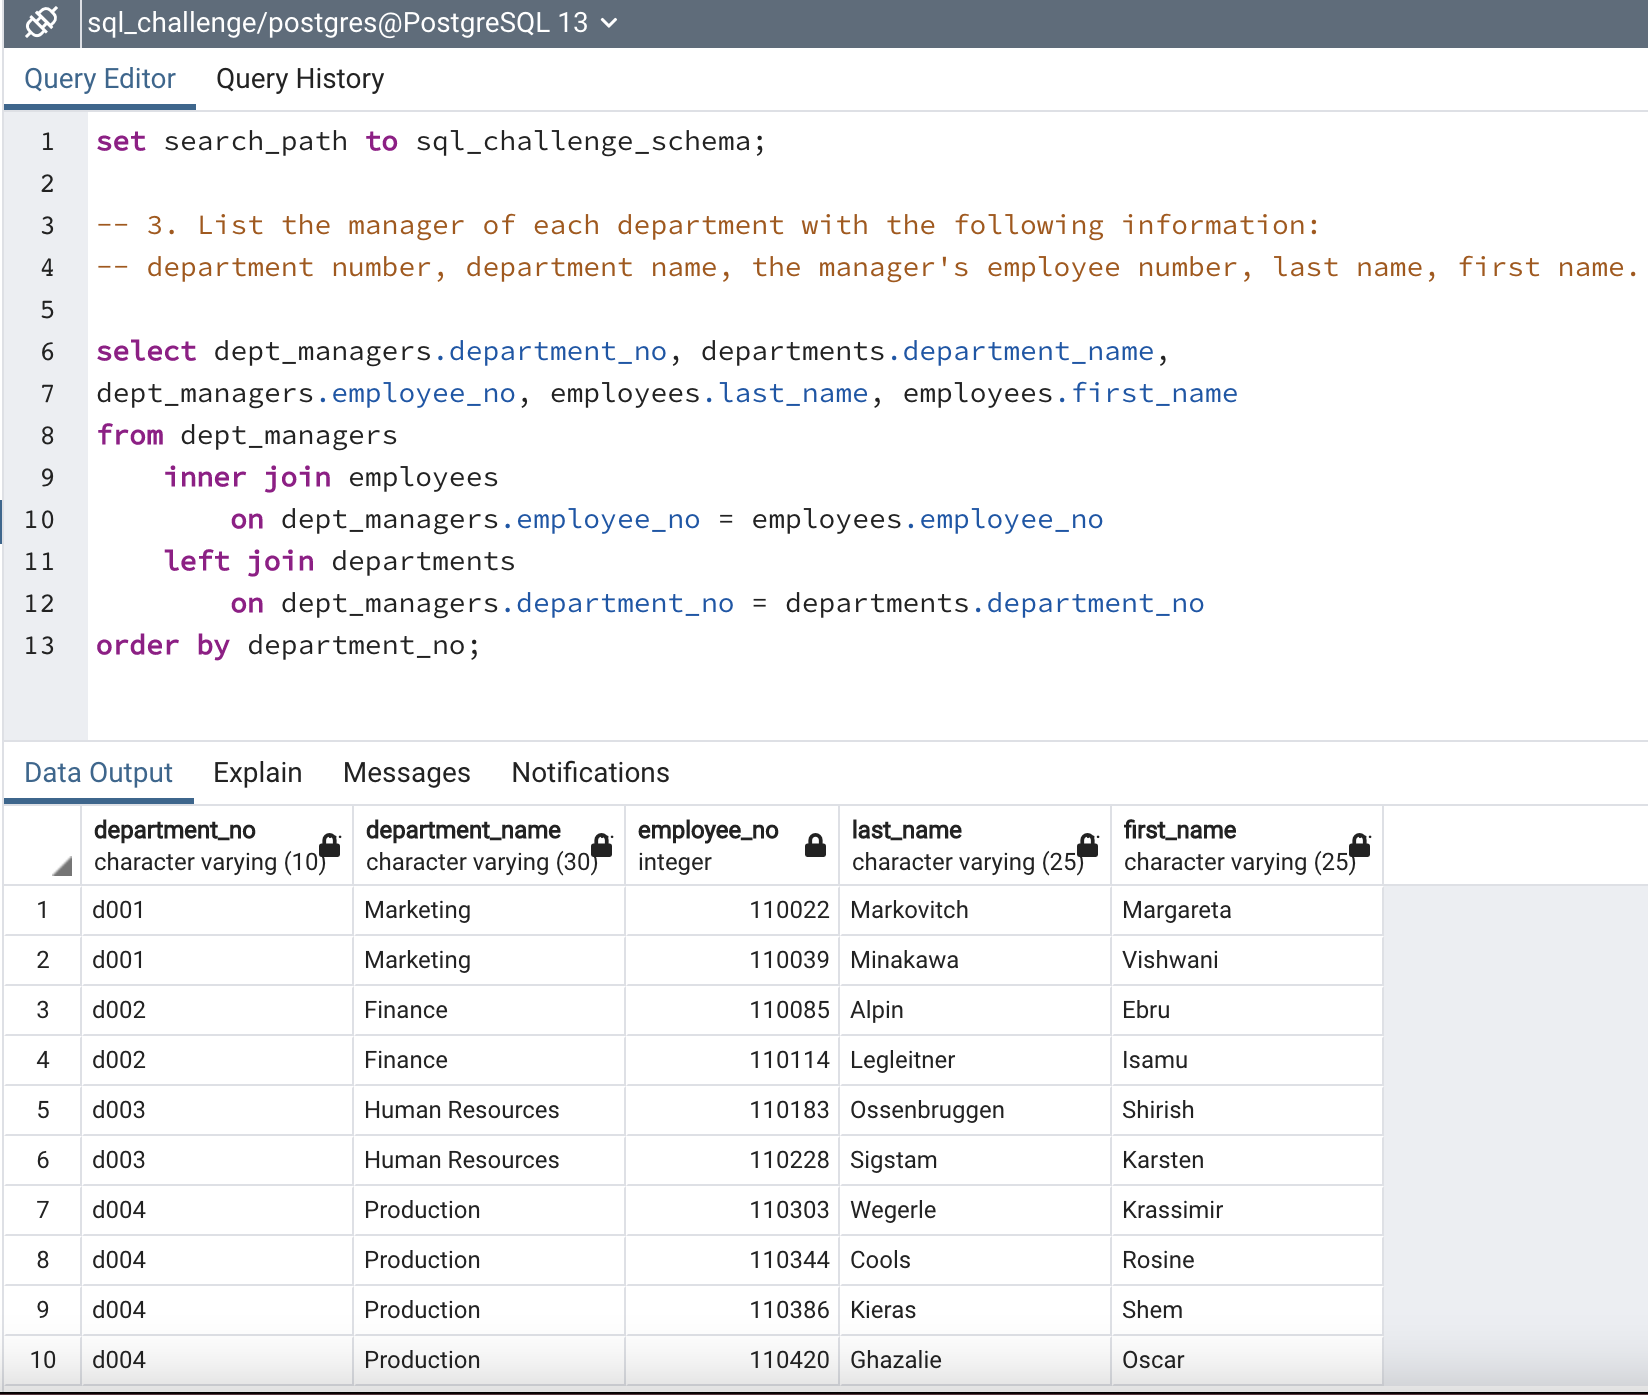 sql_challenge/postgres@PostgreSQL 13
Query Editor Query History
1 set search_path to sql_challenge_schema;
2
3 -- 3. List the manager of each department with the following information:
4 -- department number, department name, the manager's employee number, last name, first name.
5
6 select dept_managers.department_no, departments.department_name,
7 dept_managers.employee_no, employees.last_name, employees.first_name
8 from dept_managers
9 inner join employees
10 on dept_managers.employee_no = employees.employee_no
11 left join departments
12 on dept_managers.department_no = departments.department_no
13 order by department_no;
Data Output Explain Messages Notifications
department_no department_name employee_no last_name first_name
character varying (10) character varying (30) integer character varying (25) character varying (25)
1 d001 Marketing 110022 Markovitch Margareta
2 d001 Marketing 110039 Minakawa Vishwani
3 d002 Finance 110085 Alpin Ebru
4 d002 Finance 110114 Legleitner Isamu
5 d003 Human Resources 110183 Ossenbruggen Shirish
6 d003 Human Resources 110228 Sigstam Karsten
7 d004 Production 110303 Wegerle Krassimir
8 d004 Production 110344 Cools Rosine
9 d004 Production 110386 Kieras Shem
10 d004 Production 110420 Ghazalie Oscar